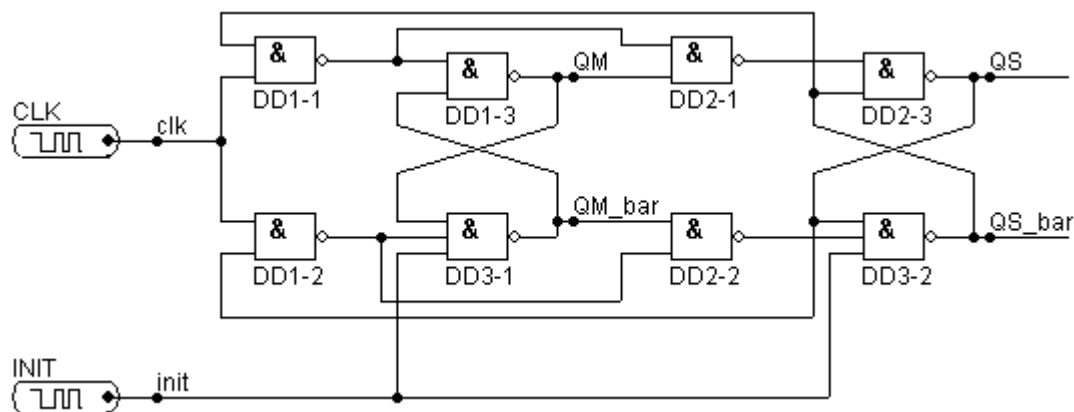 &
&
&
&
QM
QS
DD1-1
DD1-3
DD2-1
DD2-3
CLK
clk
&
&
&
&
QM_bar
QS_bar
DD1-2
DD3-1
DD2-2
DD3-2
INIT
init